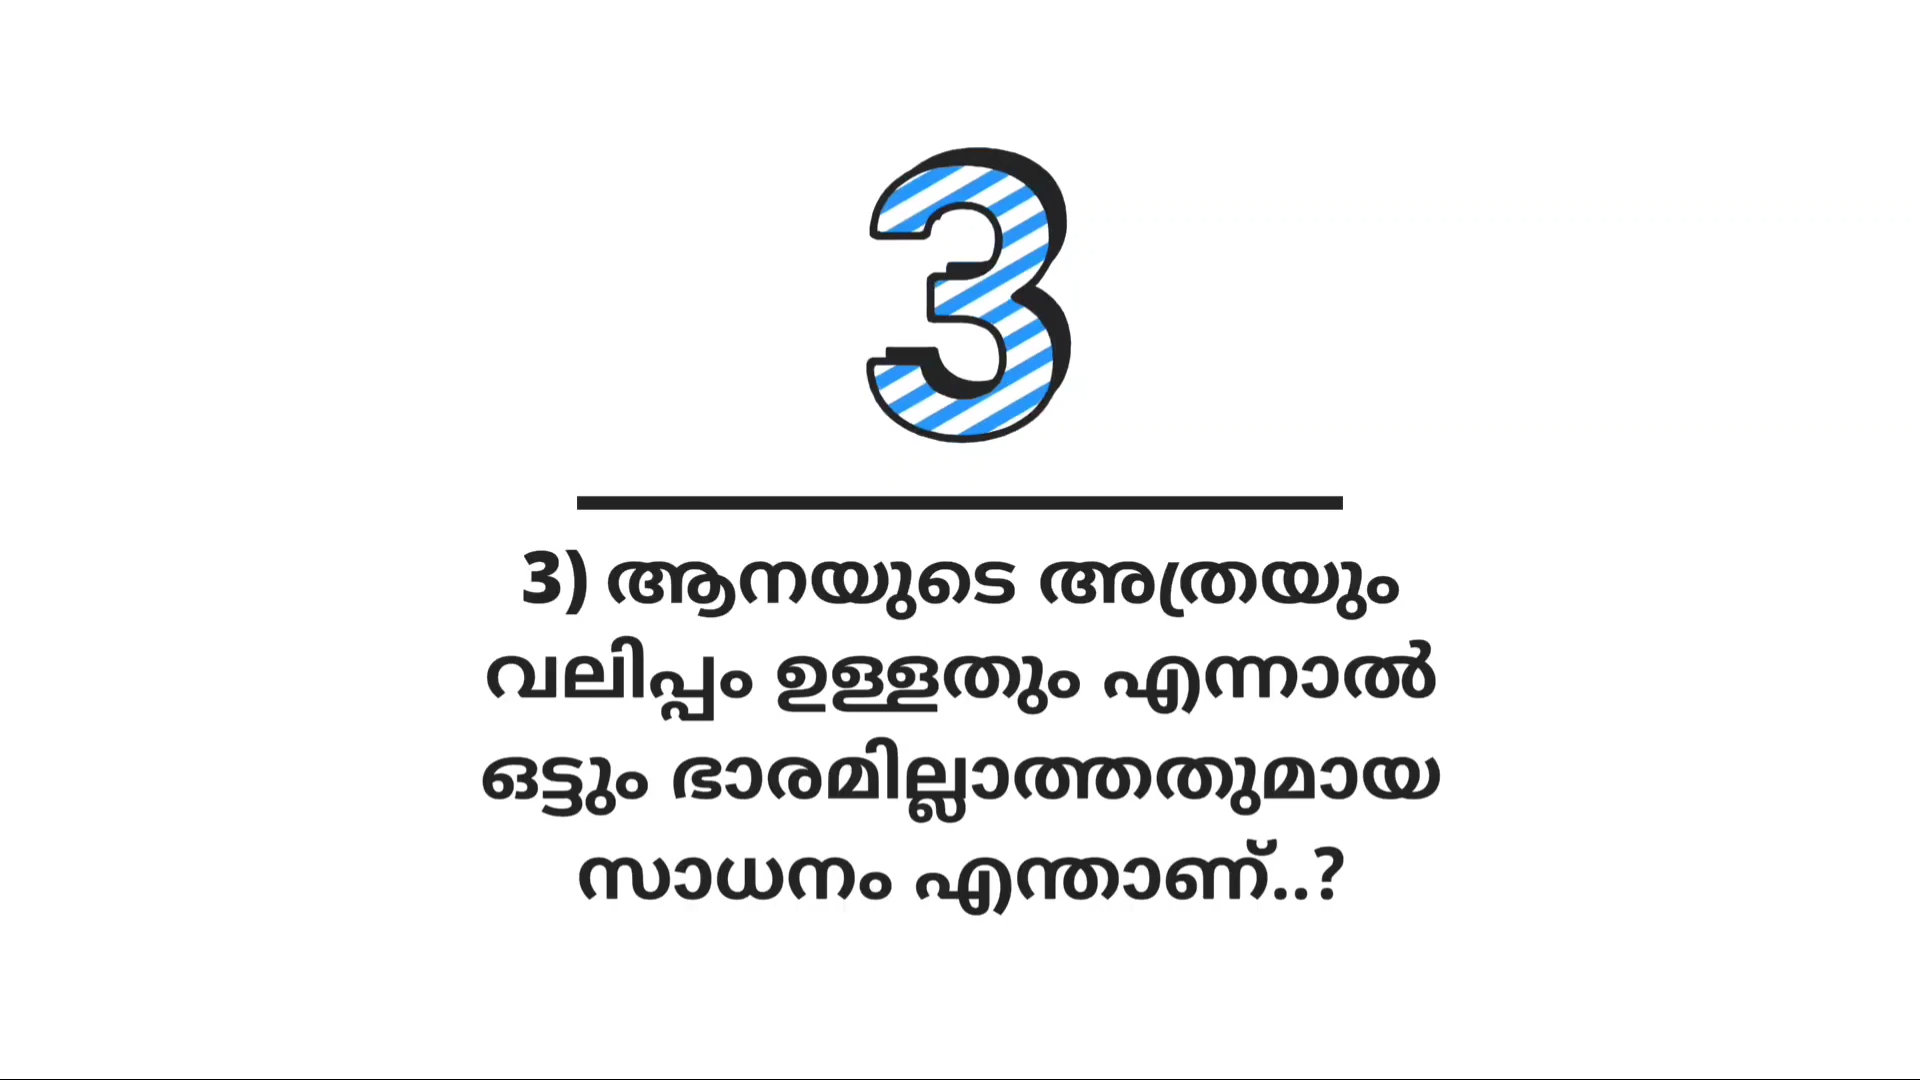 3
3) ആനയുടെ അത്രയും
വലിപ്പം ഉള്ളതും എന്നാൽ
ഒട്ടും ഭാരമില്ലാത്തതുമായ
സാധനം എന്താണ്..?